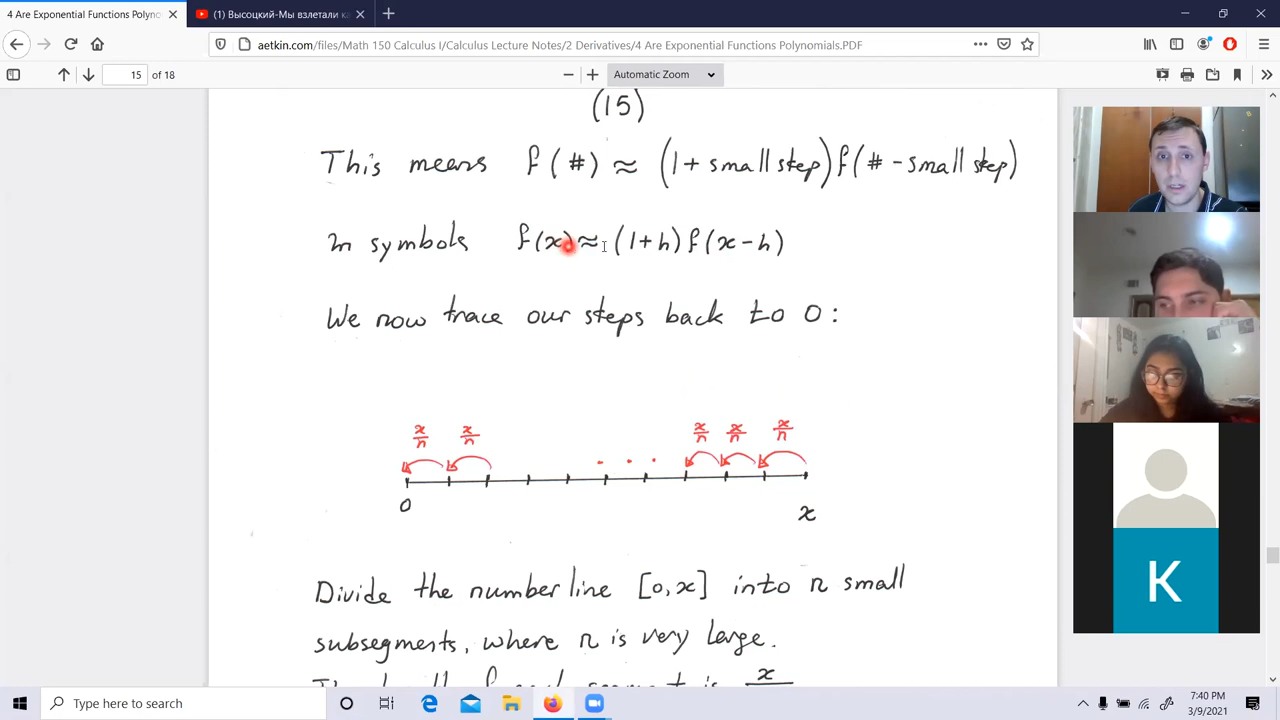 4 Are Exponential Functions Polyno
(1) Высоцкий-Мы взлетали ка
aetkin.com/files/Math 150 Calculus I/Calculus Lecture Notes/2 Derivatives/4 Are Exponential Functions Polynomials.PDF
15 of 18
Automatic Zoom
(15)
This means f(#) ≈ (1 + small step) f(# - small step)
In symbols f(x) ≈ (1+h) f(x-h)
We now trace our steps back to 0:
x/n x/n x/n x/n x/n
0 x
Divide the number line [0,x] into n small
subsegments, where n is very large.
x
K
Type here to search
7:40 PM
3/9/2021